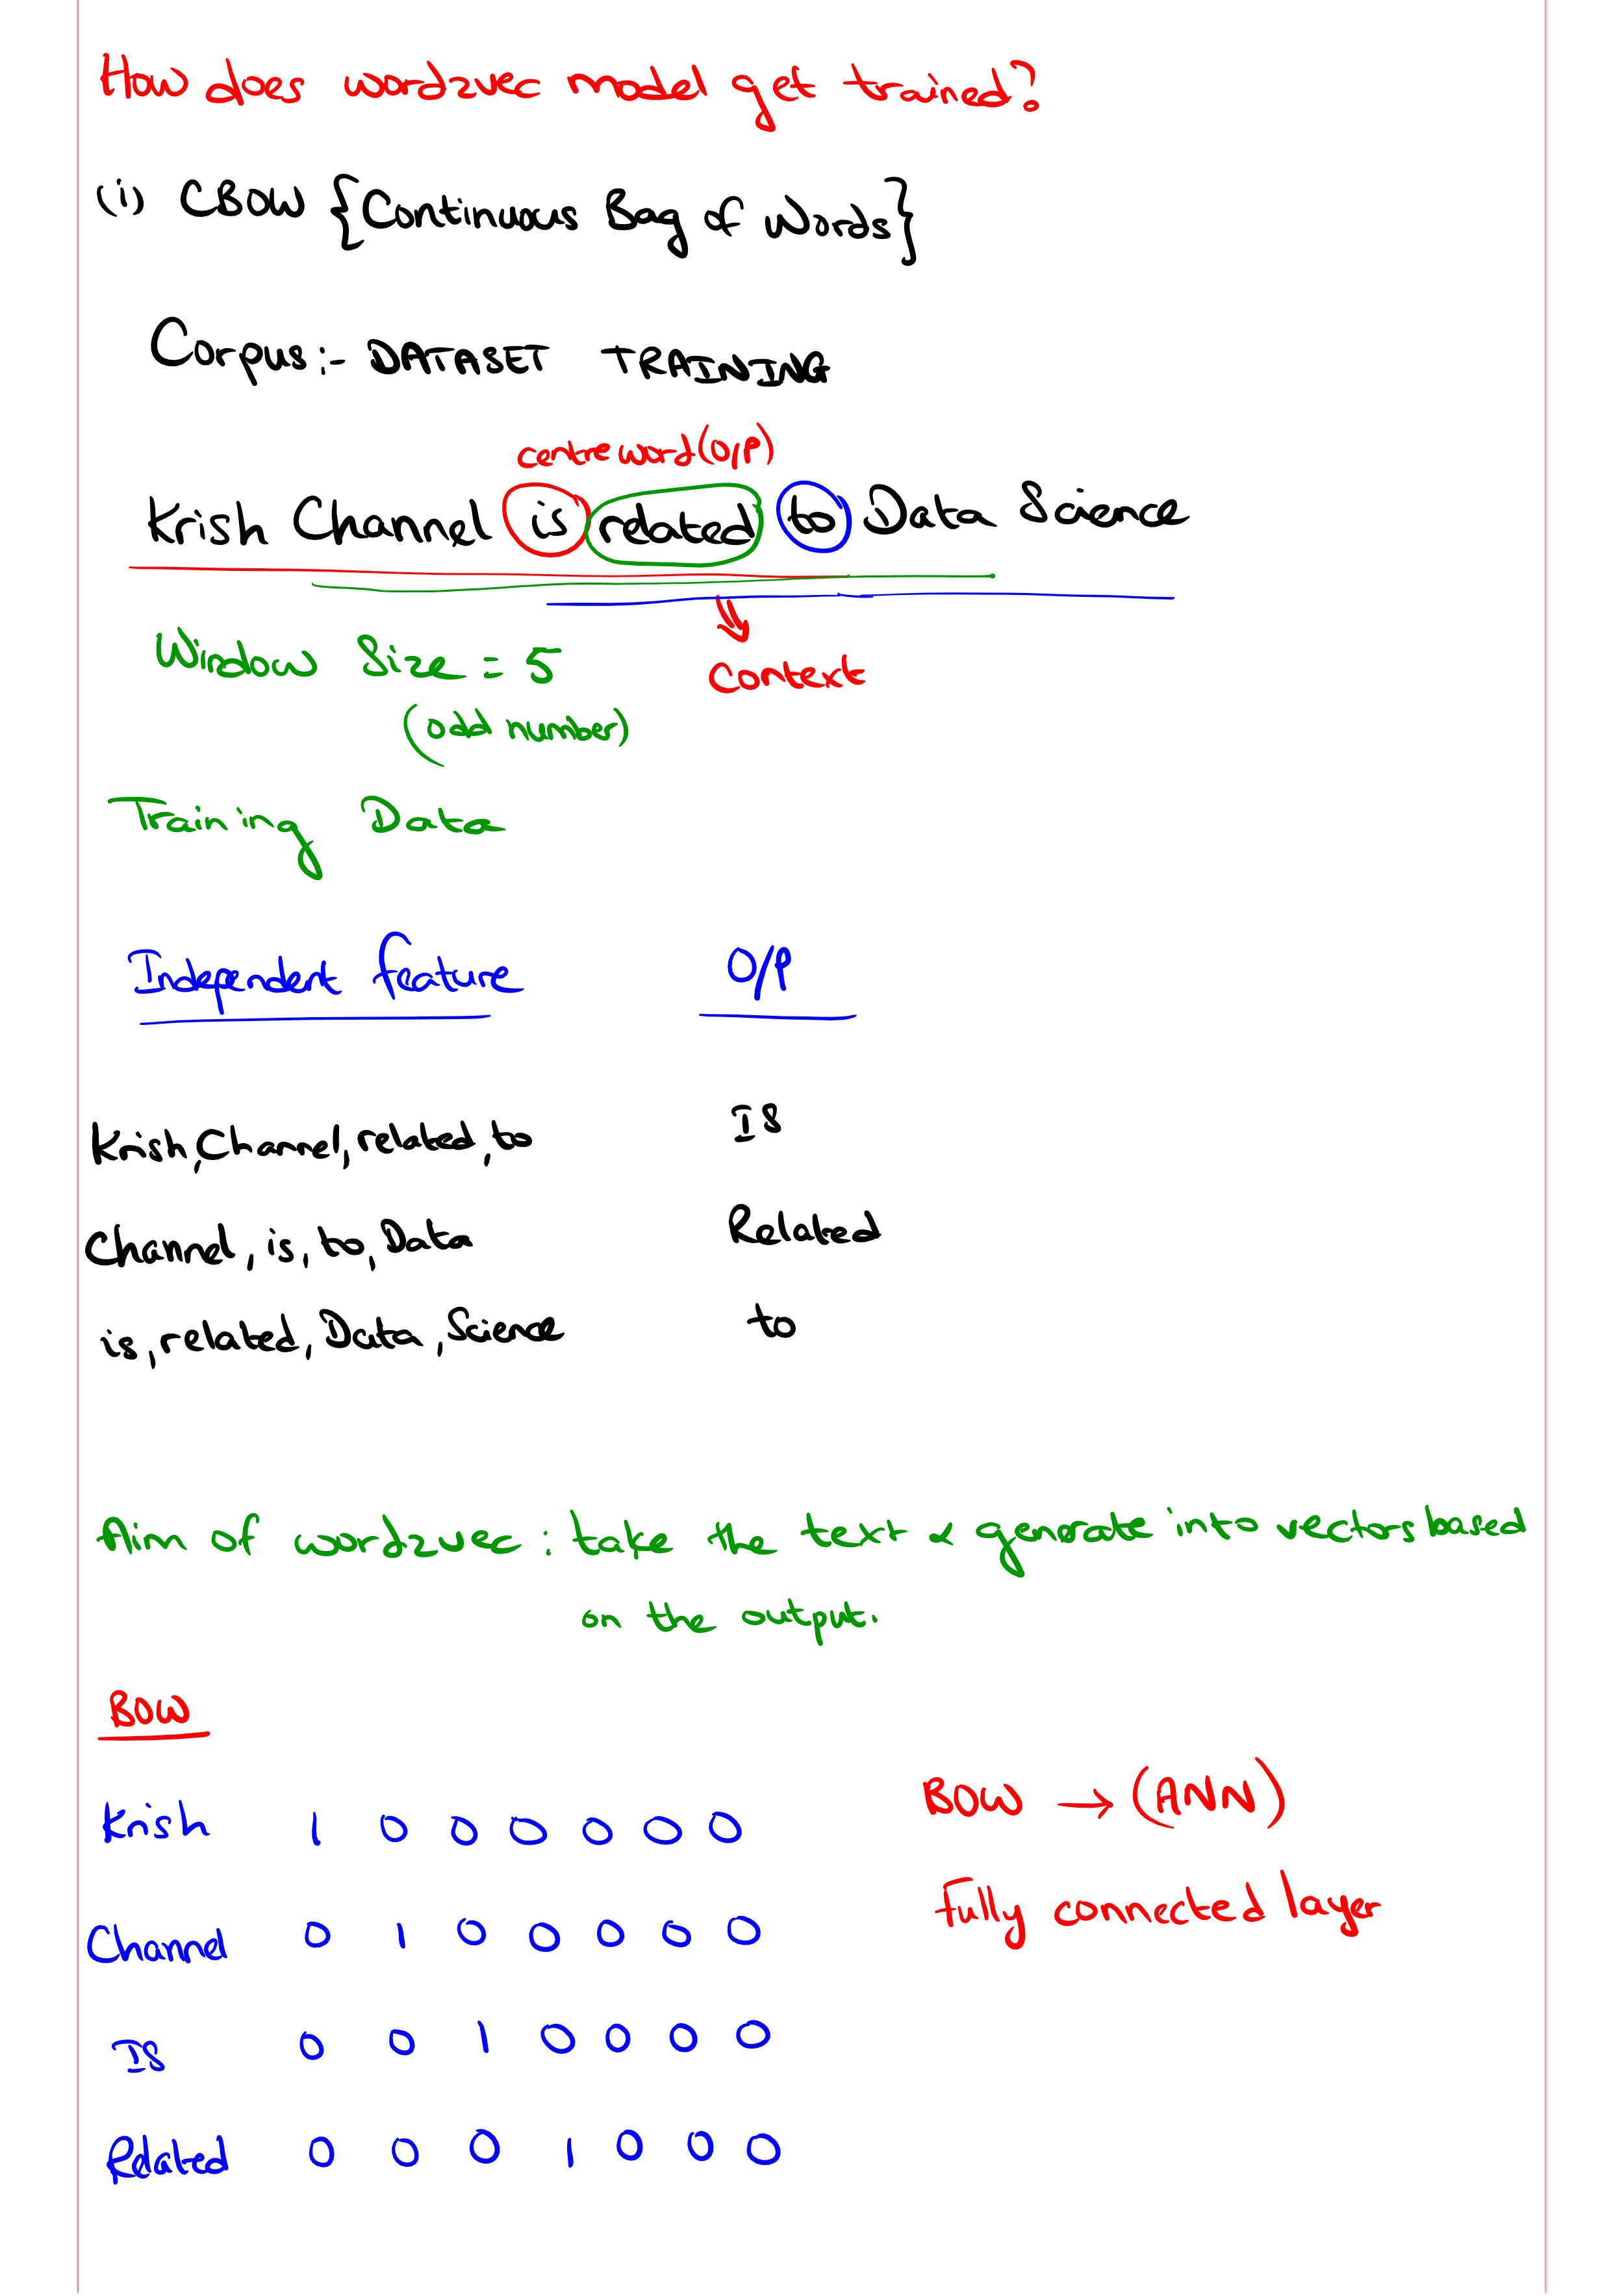 How does word2vec model get trained?
(i) CBOW {Continuous Bag of Words}
Corpus:- DATASET TRAINING
centre word (O/P)
Krish Channel is related to Data Science
Window Size = 5
Context
(odd number)
Training Data
Independent feature O/P
Krish, Channel, related, to IS
Channel, is, to, Data Related
is, related, Data, Science to
Aim of word2vec : take the text & generate into vectors based
on the output.
BOW
BOW → (ANN)
Krish 1 0 0 0 0 0 0
fully connected layer
Channel 0 1 0 0 0 0 0
IS 0 0 1 0 0 0 0
Related 0 0 0 1 0 0 0